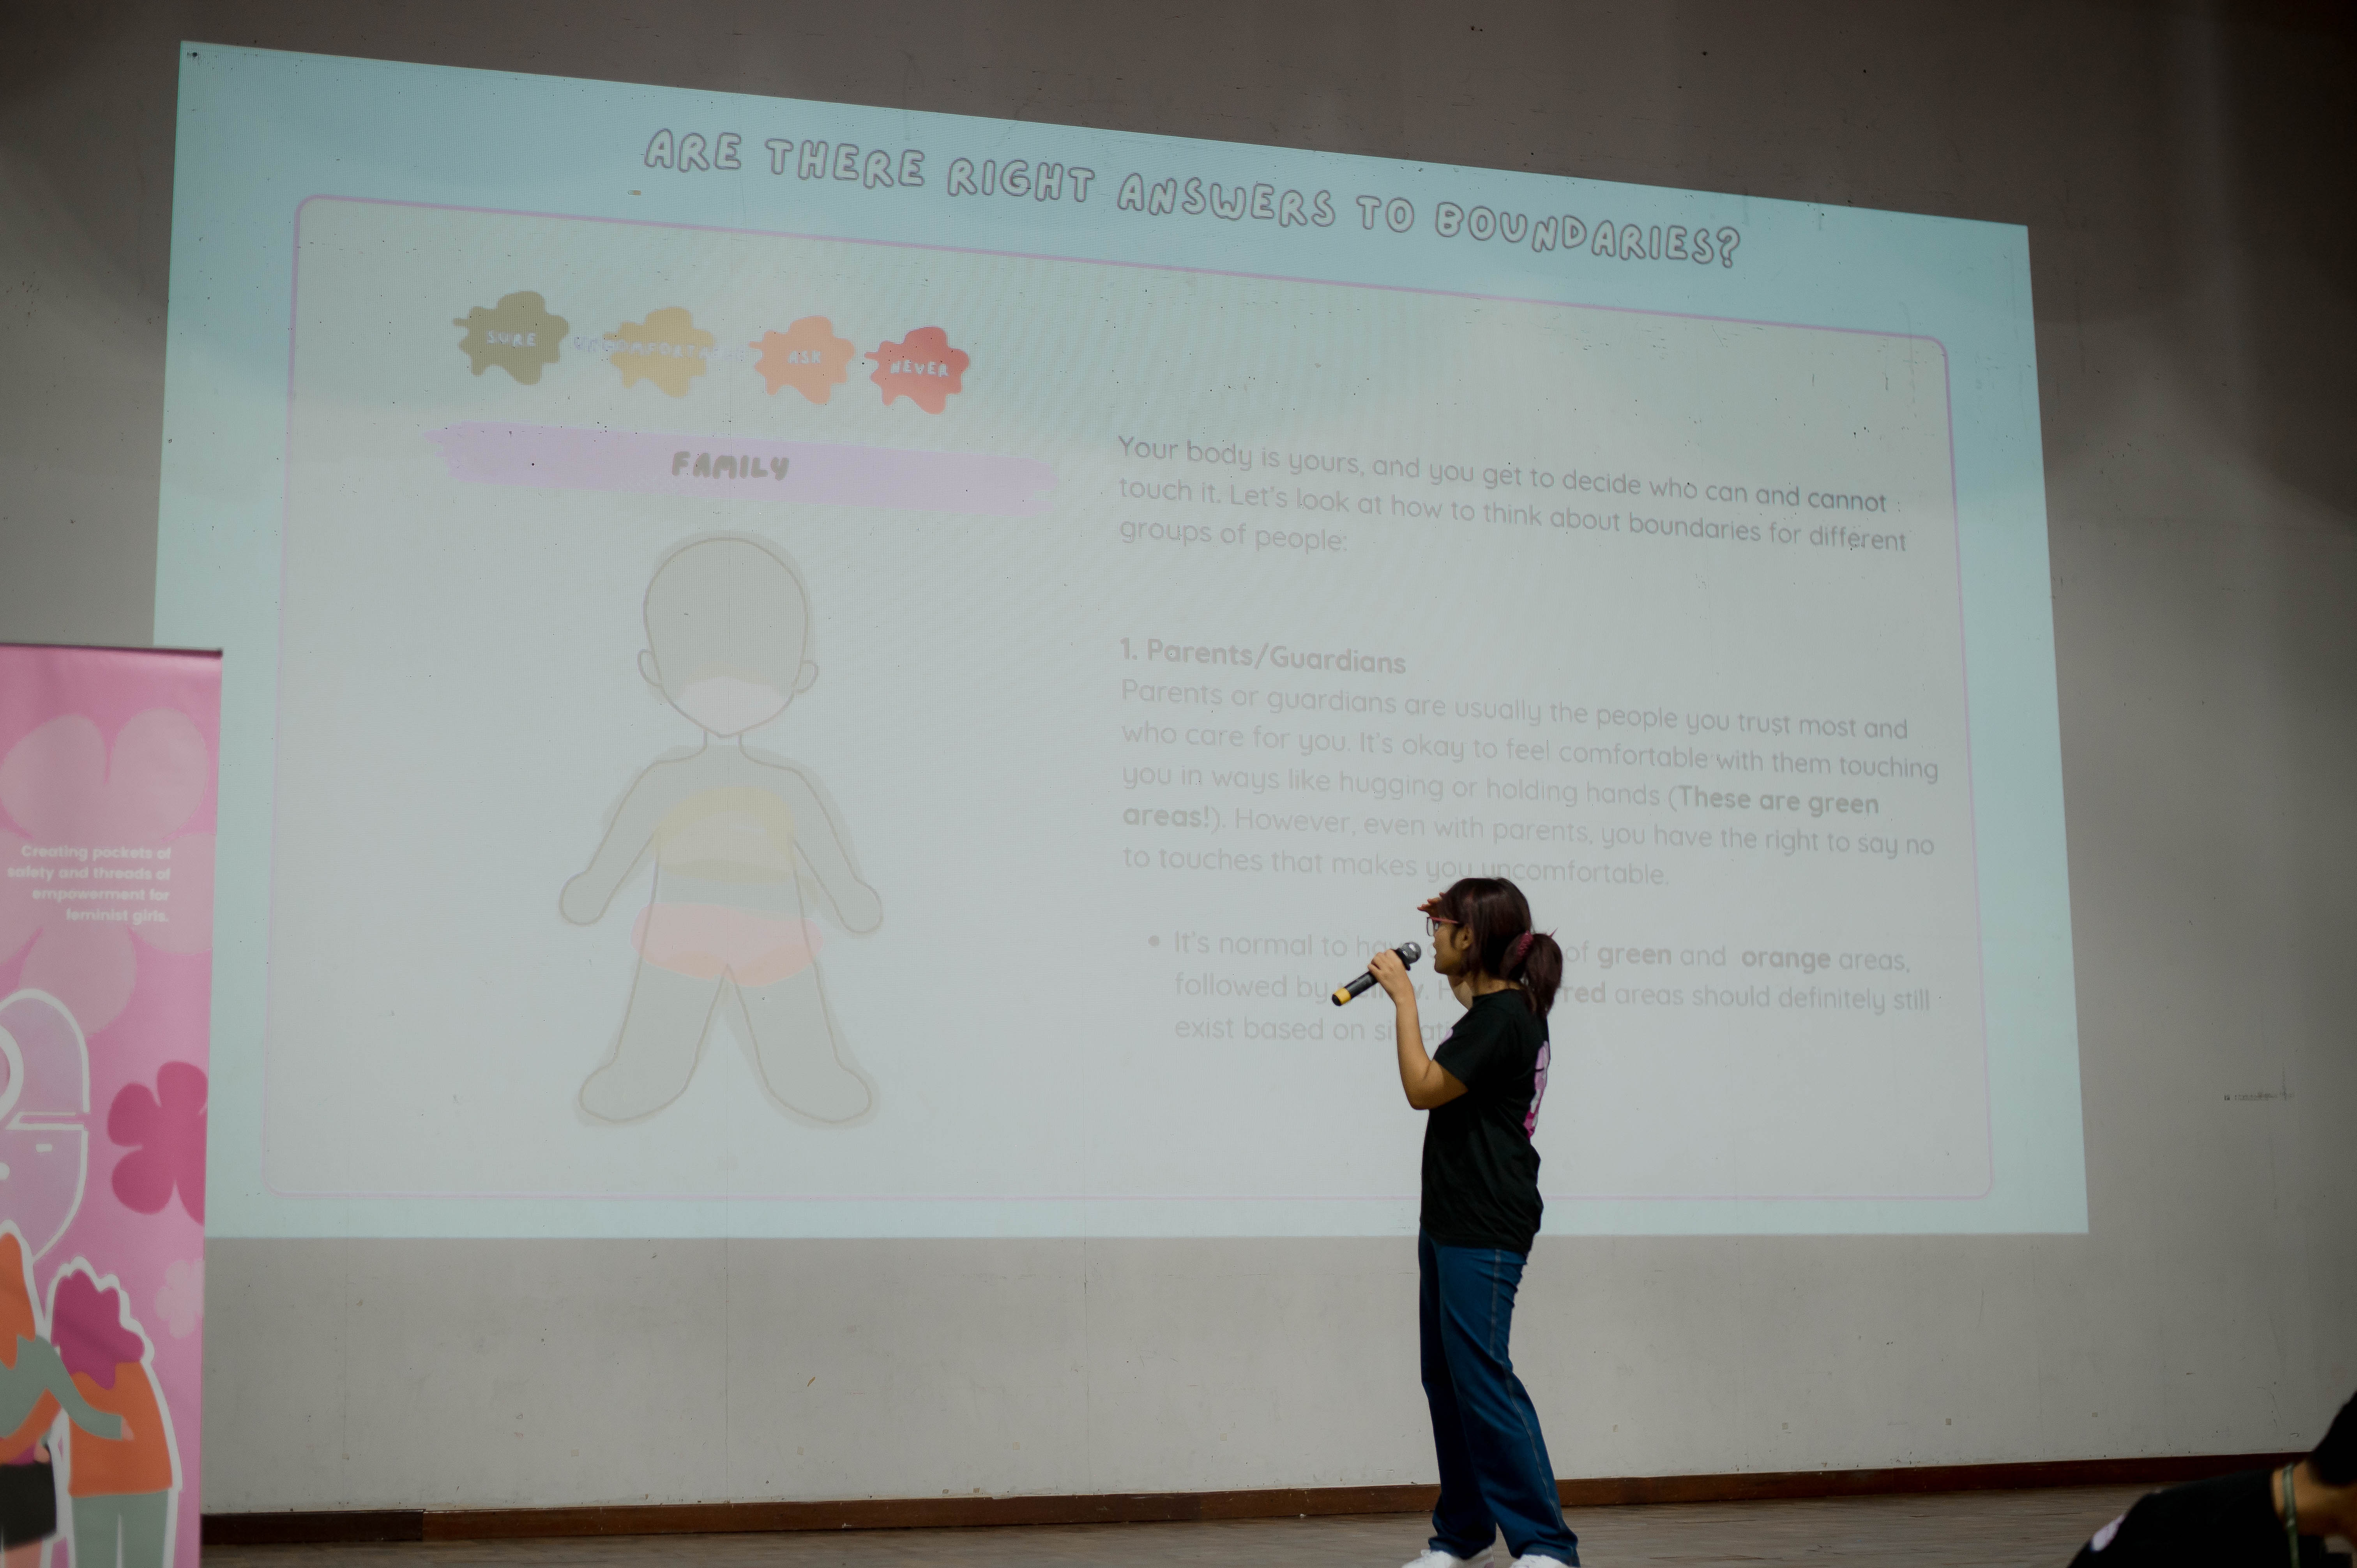 ARE THERE RIGHT ANSWERS TO BOUNDARIES?
SURE
ASK
NEVER
FAMILY
Your body is yours, and you get to decide who can and cannot
touch it. Let's look at how to think about boundaries for different
groups of people:
1. Parents/Guardians
Parents or guardians are usually the people you trust most and
who care for you. It's okay to feel comfortable with them touching
you in ways like hugging or holding hands (These are green
areas!). However, even with parents, you have the right to say no
to touches that makes you uncomfortable.
• It's normal to of green and orange areas,
followed by red areas should definitely still
exist based on
Creating pockets of
safety and threads of
empowerment for
feminist girls.